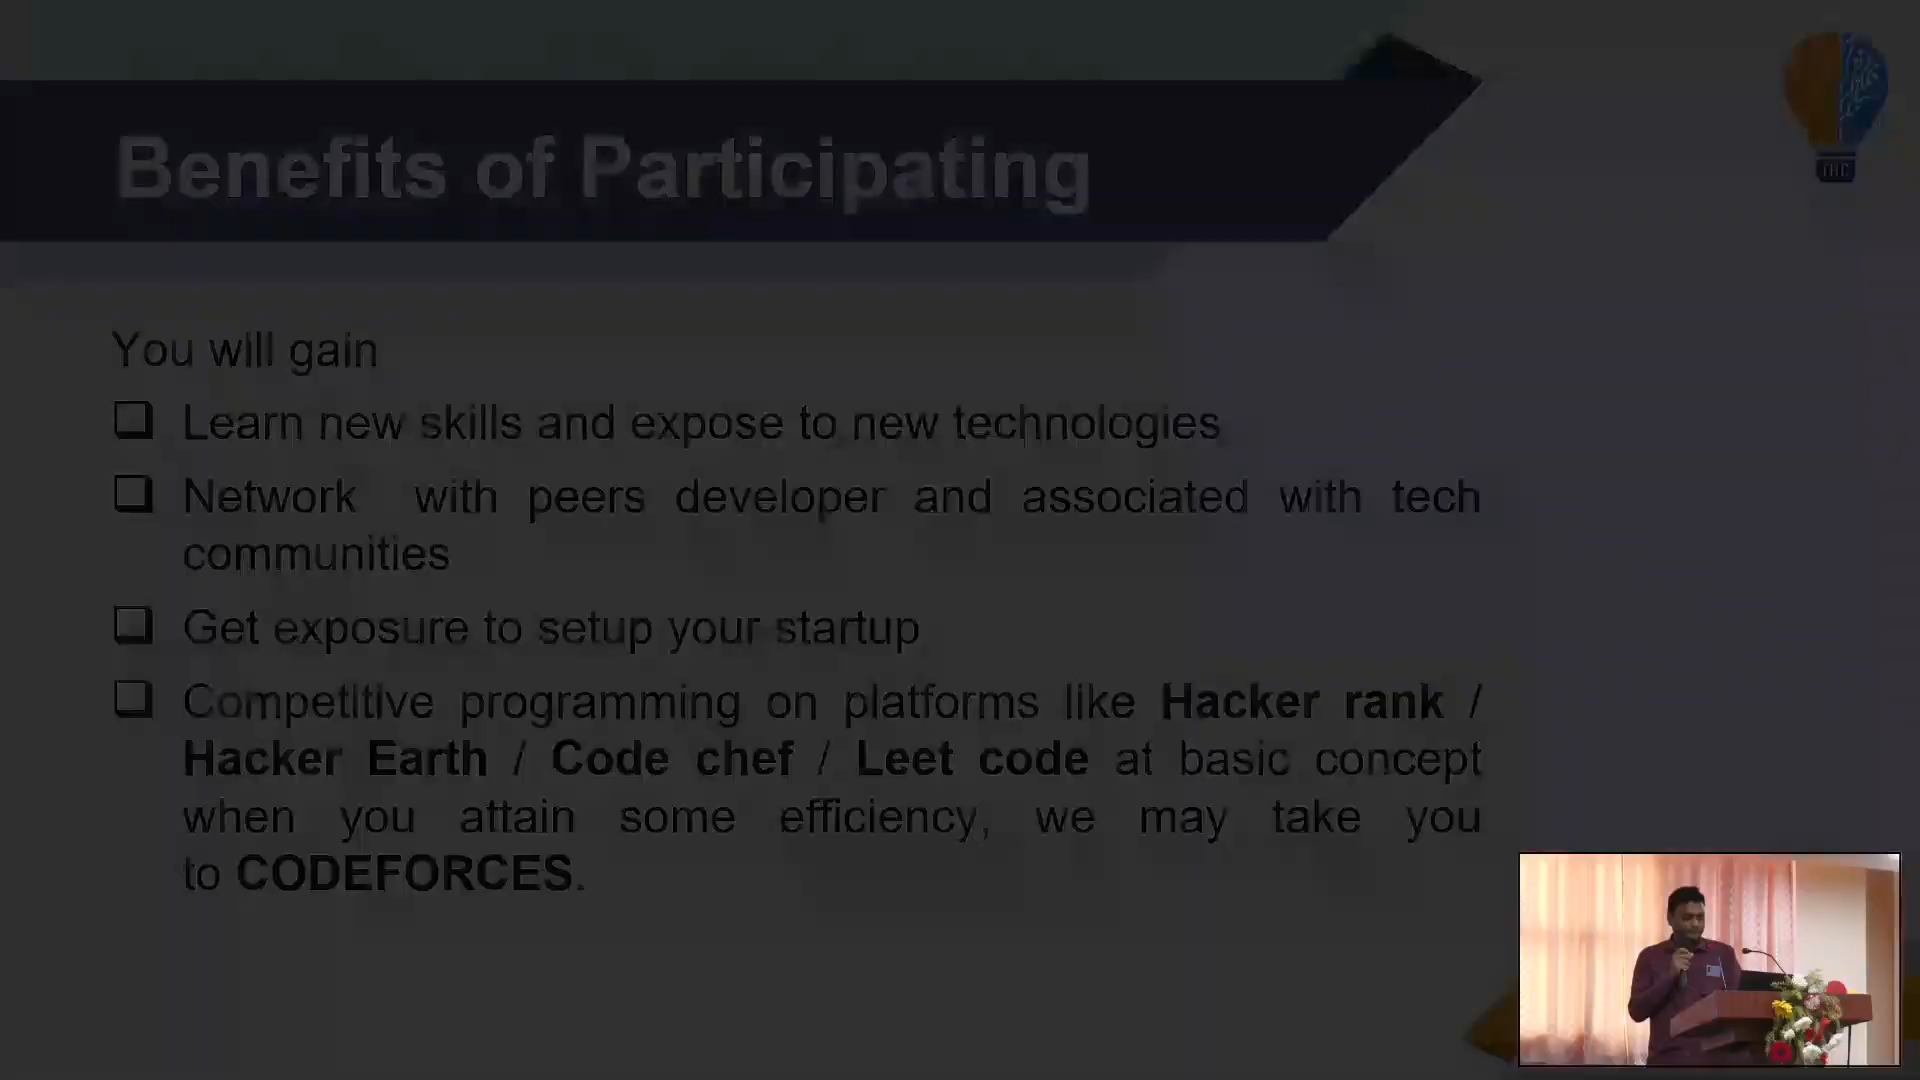 Benefits of Participating
IHC
You will gain
Learn new skills and expose to new technologies
Network with peers developer and associated with tech
communities
Get exposure to setup your startup
Competitive programming on platforms like Hacker rank /
Hacker Earth / Code chef / Leet code at basic concept
when you attain some efficiency, we may take you
to CODEFORCES.